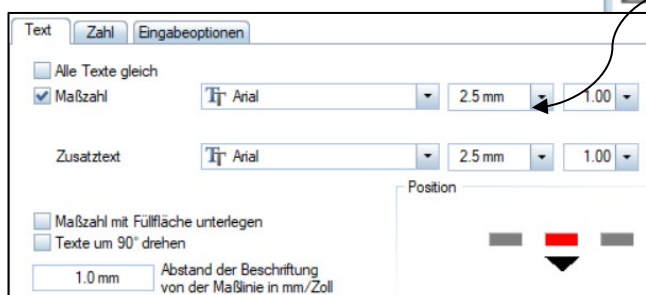 Text Zahl Eingabeoptionen
Alle Texte gleich
Maßzahl Arial 2.5 mm 1.00
Zusatztext Arial 2.5 mm 1.00
Position
Maßzahl mit Füllfläche unterlegen
Texte um 90° drehen
1.0 mm Abstand der Beschriftung
von der Maßlinie in mm/Zoll